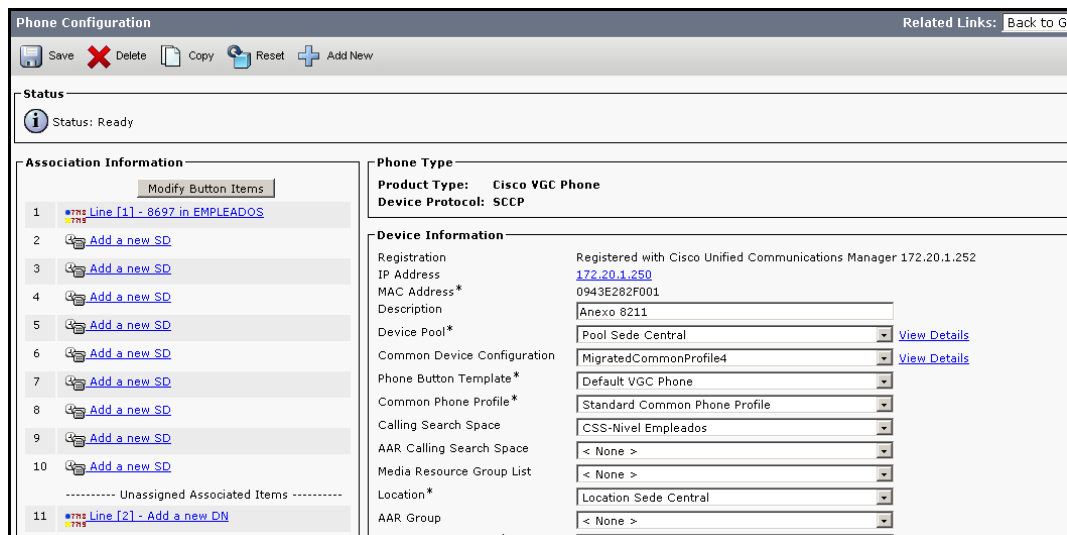 Phone Configuration
Related Links: Back to G
Save Delete Copy Reset Add New
Status
Status: Ready
Association Information
Modify Button Items
1 Line [1] - 8697 in EMPLEADOS
2 Add a new SD
3 Add a new SD
4 Add a new SD
5 Add a new SD
6 Add a new SD
7 Add a new SD
8 Add a new SD
9 Add a new SD
10 Add a new SD
---------- Unassigned Associated Items ----------
11 Line [2] - Add a new DN
Phone Type
Product Type: Cisco VGC Phone
Device Protocol: SCCP
Device Information
Registration Registered with Cisco Unified Communications Manager 172.20.1.252
IP Address 172.20.1.250
MAC Address* 0943E282F001
Description Anexo 8211
Device Pool* Pool Sede Central View Details
Common Device Configuration MigratedCommonProfile4 View Details
Phone Button Template* Default VGC Phone
Common Phone Profile* Standard Common Phone Profile
Calling Search Space CSS-Nivel Empleados
AAR Calling Search Space < None >
Media Resource Group List < None >
Location* Location Sede Central
AAR Group < None >